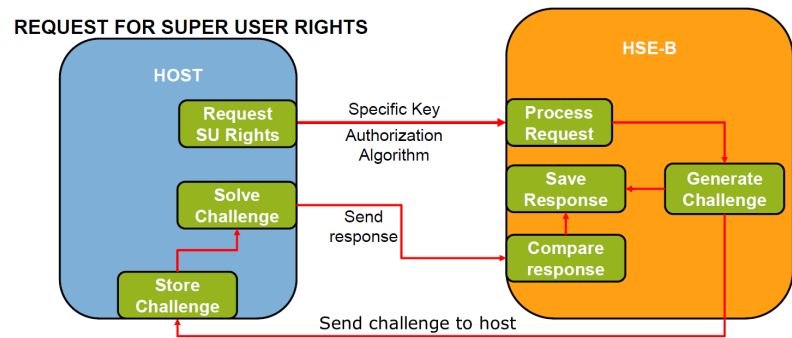 REQUEST FOR SUPER USER RIGHTS
HOST
HSE-B
Request
SU Rights
Specific Key
Authorization
Algorithm
Process
Request
Solve
Challenge
Send
response
Save
Response
Generate
Challenge
Compare
response
Store
Challenge
Send challenge to host